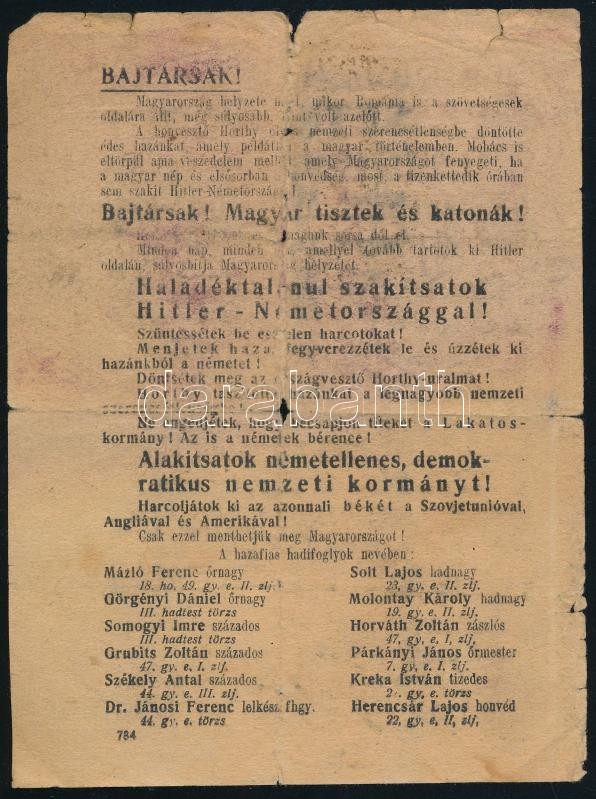 BAJTÁRSAK!
Magyarország helyzete mikor Románia is a szövetségesek
oldalára állt, még súlyosabb, mint volt azelőtt.
A honvesztő Horthy nemzeti szerencsétlenségbe döntötte
édes hazánkat, amely a magyar történelemben. Mohács is
eltörpül ama veszedelem amely Magyarországot fenyegeti, ha
a magyar nép és elsősorban a honvédség, most, a tizenkettedik órában
sem szakít Hitler-Németországgal!
Bajtársak! Magyar tisztek és katonák!
magunk sorsa dől el.
Minden nap, minden amellyel tovább tartotok ki Hitler
oldalán, súlyosbítja Magyarország helyzetét.
Haladéktalanul szakítsatok
Hitler - Németországgal!
Szüntessétek be esztelen harcotokat!
Menjetek haza, fegyverezzétek le és űzzétek ki
hazánkból a németet!
Döntsétek meg az országvesztő Horthy-uralmat!
Horthy taszította hazánkat a legnagyobb nemzeti
Ne engedjétek, hogy becsapjon titeket a Lakatos-
kormány! Az is a németek bérence!
Alakítsatok németellenes, demok-
ratikus nemzeti kormányt!
Harcoljátok ki az azonnali békét a Szovjetunióval,
Angliával és Amerikával!
Csak ezzel menthetjük meg Magyarországot!
A hazafias hadifoglyok nevében:
Mázló Ferenc őrnagy
18. ho. 49. gy. e. II. zlj.
Görgényi Dániel őrnagy
III. hadtest törzs
Somogyi Imre százados
III. hadtest törzs
Grubits Zoltán százados
47. gy. e. I. zlj.
Székely Antal százados
44. gy. e. III. zlj.
Dr. Jánosi Ferenc lelkész fhgy.
44. gy. e. törzs
Solt Lajos hadnagy
23, gy. e. II. zlj.
Molontay Károly hadnagy
19. gy. e. II. zlj.
Horváth Zoltán zászlós
47. gy. e. I, zlj,
Párkányi János őrmester
7. gy, e, I. zlj.
Kreka István tizedes
gy. e. törzs
Herencsár Lajos honvéd
22, gy, e, II, zlj,
784
darabanth